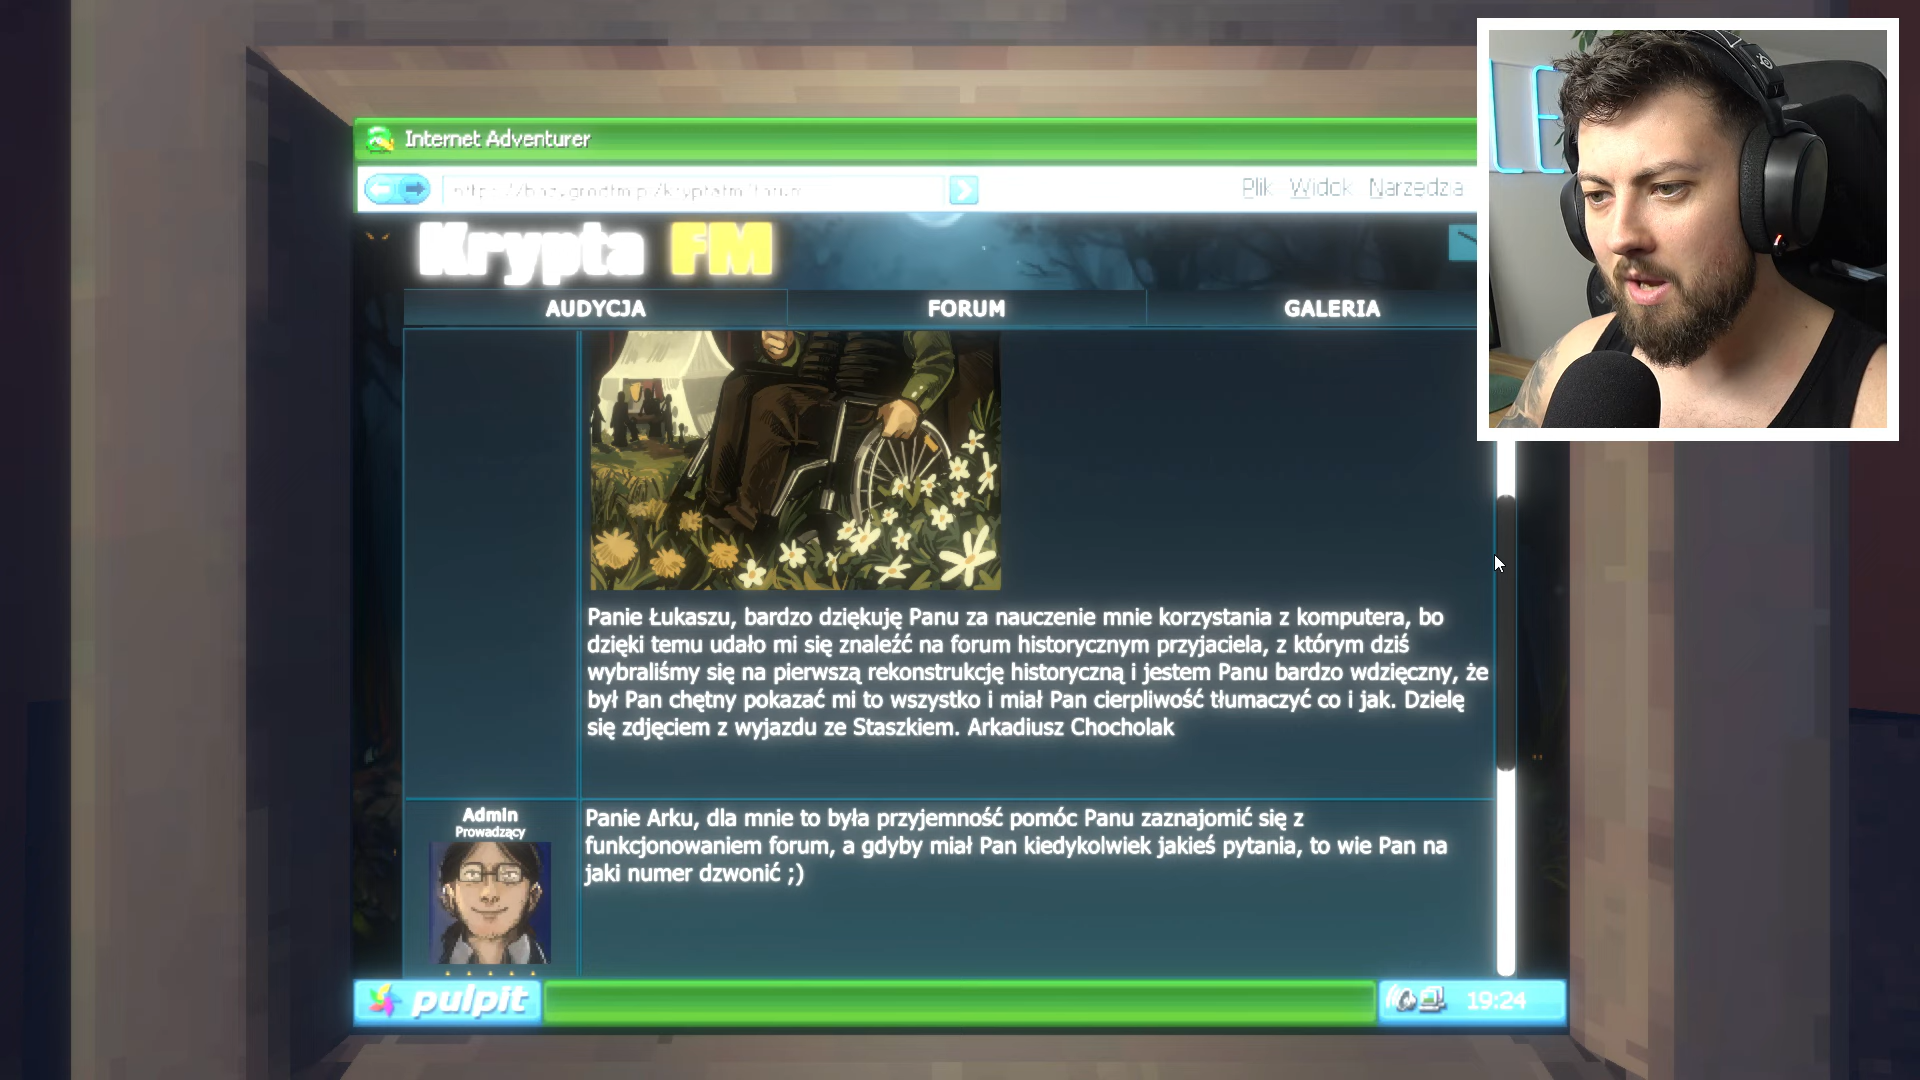 Internet Adventurer
Plik Widok Narzędzia
Krypta FM
AUDYCJA FORUM GALERIA
Panie Łukaszu, bardzo dziękuję Panu za nauczenie mnie korzystania z komputera, bo
dzięki temu udało mi się znaleźć na forum historycznym przyjaciela, z którym dziś
wybraliśmy się na pierwszą rekonstrukcję historyczną i jestem Panu bardzo wdzięczny, że
był Pan chętny pokazać mi to wszystko i miał Pan cierpliwość tłumaczyć co i jak. Dzielę
się zdjęciem z wyjazdu ze Staszkiem. Arkadiusz Chocholak
Admin
Prowadzący
Panie Arku, dla mnie to była przyjemność pomóc Panu zaznajomić się z
funkcjonowaniem forum, a gdyby miał Pan kiedykolwiek jakieś pytania, to wie Pan na
jaki numer dzwonić ;)
pulpit
19:24